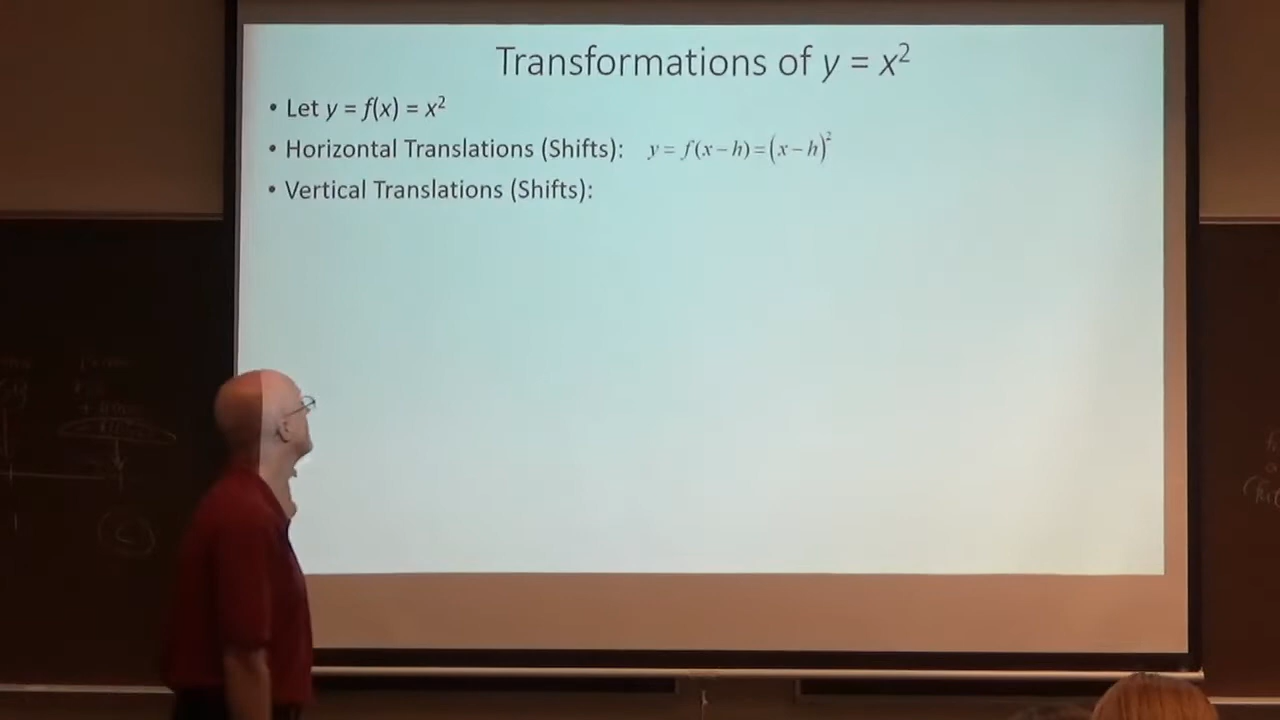 Transformations of y = x²
• Let y = f(x) = x²
• Horizontal Translations (Shifts): y = f(x − h) = (x − h)²
• Vertical Translations (Shifts):